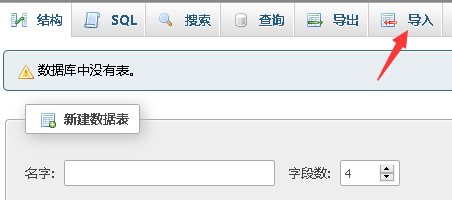 结构 SQL 搜索 查询 导出 导入
数据库中没有表。
新建数据表
名字: 字段数: 4